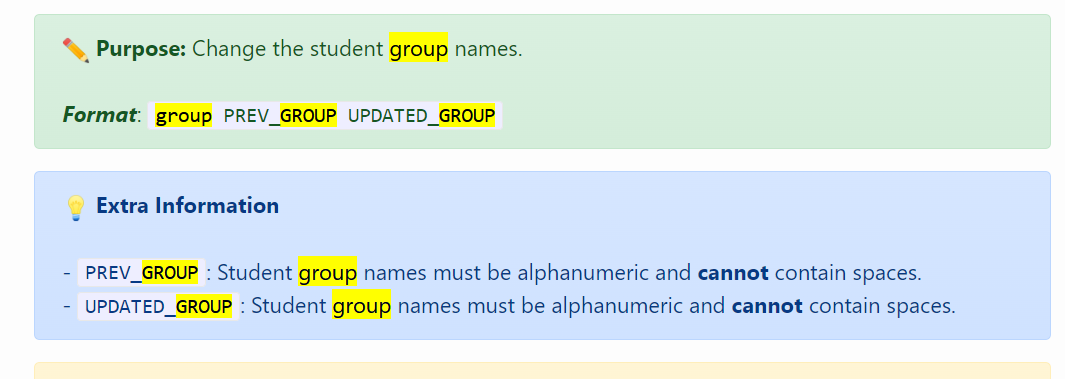 Purpose: Change the student group names.
Format: group PREV_GROUP UPDATED_GROUP
Extra Information
- PREV_GROUP : Student group names must be alphanumeric and cannot contain spaces.
- UPDATED_GROUP : Student group names must be alphanumeric and cannot contain spaces.